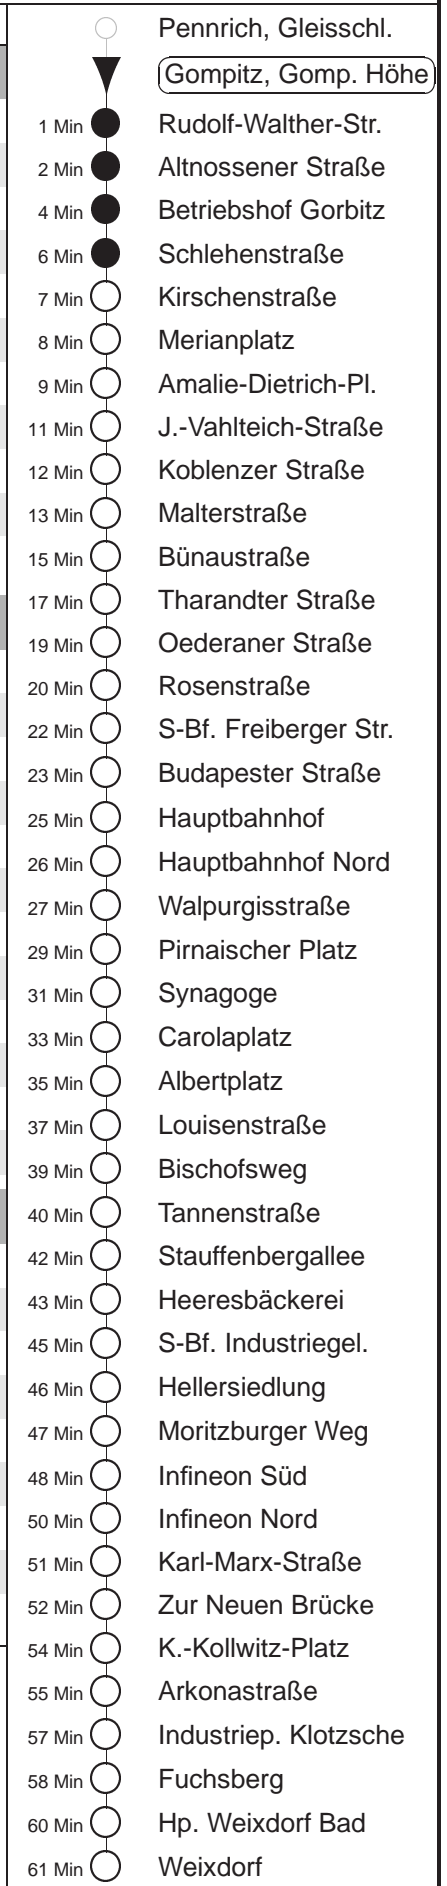 Pennrich, Gleisschl.
Gompitz, Gomp. Höhe
1 Min Rudolf-Walther-Str.
2 Min Altnossener Straße
4 Min Betriebshof Gorbitz
6 Min Schlehenstraße
7 Min Kirschenstraße
8 Min Merianplatz
9 Min Amalie-Dietrich-Pl.
11 Min J.-Vahlteich-Straße
12 Min Koblenzer Straße
13 Min Malterstraße
15 Min Bünaustraße
17 Min Tharandter Straße
19 Min Oederaner Straße
20 Min Rosenstraße
22 Min S-Bf. Freiberger Str.
23 Min Budapester Straße
25 Min Hauptbahnhof
26 Min Hauptbahnhof Nord
27 Min Walpurgisstraße
29 Min Pirnaischer Platz
31 Min Synagoge
33 Min Carolaplatz
35 Min Albertplatz
37 Min Louisenstraße
39 Min Bischofsweg
40 Min Tannenstraße
42 Min Stauffenbergallee
43 Min Heeresbäckerei
45 Min S-Bf. Industriegel.
46 Min Hellersiedlung
47 Min Moritzburger Weg
48 Min Infineon Süd
50 Min Infineon Nord
51 Min Karl-Marx-Straße
52 Min Zur Neuen Brücke
54 Min K.-Kollwitz-Platz
55 Min Arkonastraße
57 Min Industriep. Klotzsche
58 Min Fuchsberg
60 Min Hp. Weixdorf Bad
61 Min Weixdorf